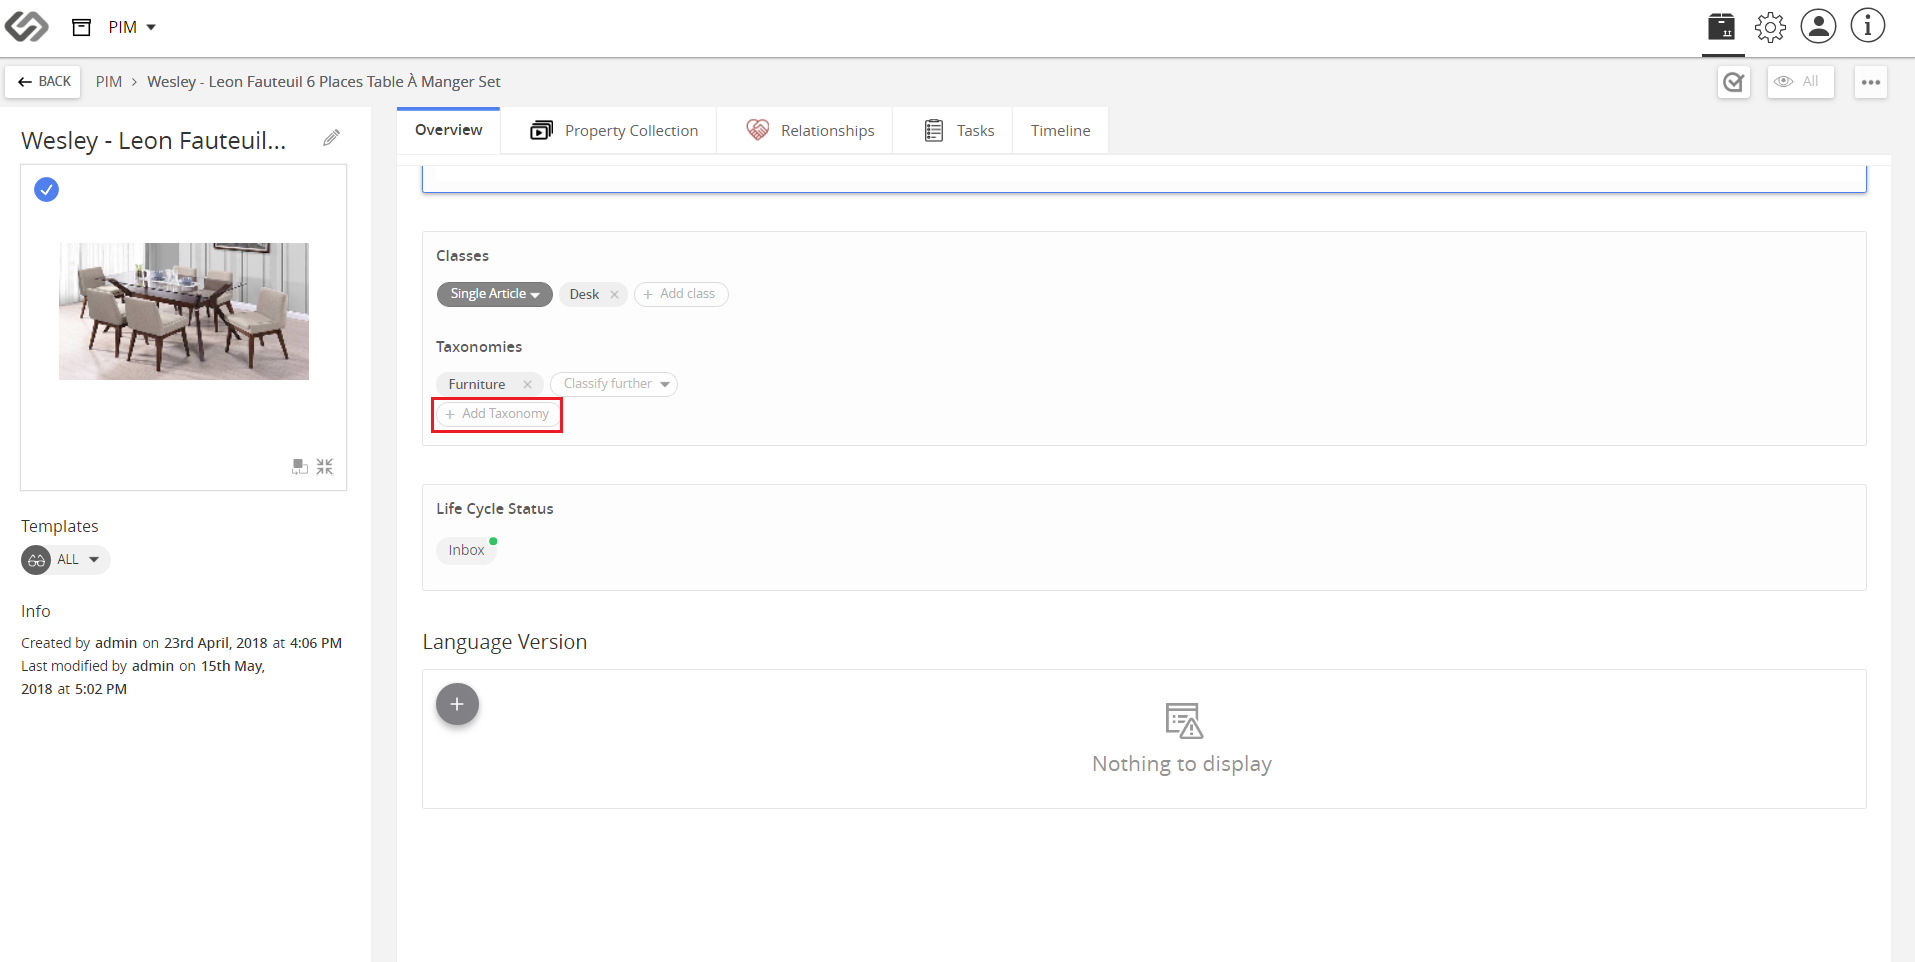 PIM
BACK
PIM > Wesley - Leon Fauteuil 6 Places Table À Manger Set
All
Wesley - Leon Fauteuil...
Overview
Property Collection
Relationships
Tasks
Timeline
Classes
Single Article
Desk ×
+ Add class
Taxonomies
Furniture ×
Classify further
+ Add Taxonomy
Life Cycle Status
Inbox
Templates
ALL
Info
Created by admin on 23rd April, 2018 at 4:06 PM
Last modified by admin on 15th May,
2018 at 5:02 PM
Language Version
+
Nothing to display